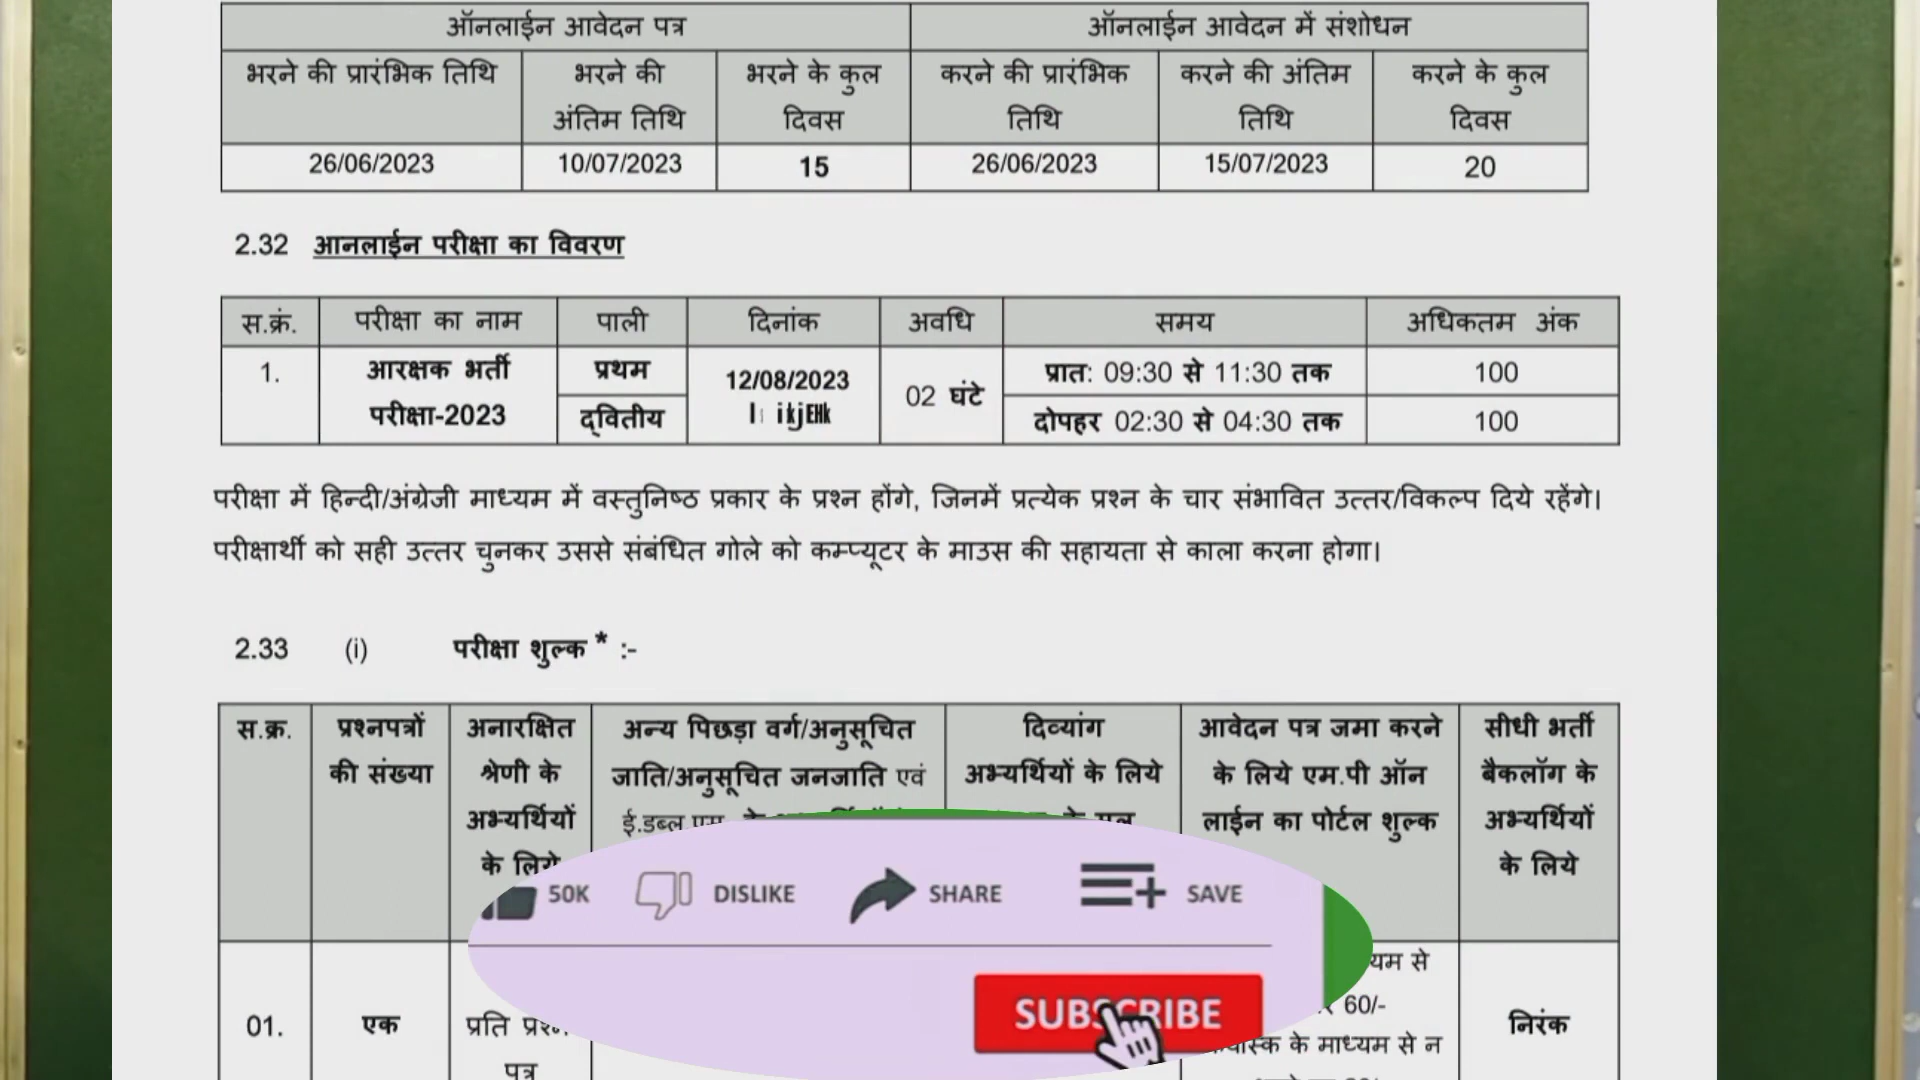 ऑनलाईन आवेदन पत्र ऑनलाईन आवेदन में संशोधन
भरने की प्रारंभिक तिथि भरने की भरने के कुल करने की प्रारंभिक करने की अंतिम करने के कुल
अंतिम तिथि दिवस तिथि तिथि दिवस
26/06/2023 10/07/2023 15 26/06/2023 15/07/2023 20
2.32 आनलाईन परीक्षा का विवरण
स.क्रं. परीक्षा का नाम पाली दिनांक अवधि समय अधिकतम अंक
1. आरक्षक भर्ती प्रथम 12/08/2023 02 घंटे प्रात: 09:30 से 11:30 तक 100
परीक्षा-2023 द्वितीय दोपहर 02:30 से 04:30 तक 100
परीक्षा में हिन्दी/अंग्रेजी माध्यम में वस्तुनिष्ठ प्रकार के प्रश्न होंगे, जिनमें प्रत्येक प्रश्न के चार संभावित उत्तर/विकल्प दिये रहेंगे।
परीक्षार्थी को सही उत्तर चुनकर उससे संबंधित गोले को कम्प्यूटर के माउस की सहायता से काला करना होगा।
2.33 (i) परीक्षा शुल्क * :-
स.क्र. प्रश्नपत्रों अनारक्षित अन्य पिछड़ा वर्ग/अनुसूचित दिव्यांग आवेदन पत्र जमा करने सीधी भर्ती
की संख्या श्रेणी के जाति/अनुसूचित जनजाति एवं अभ्यर्थियों के लिये के लिये एम.पी ऑन बैकलॉग के
अभ्यर्थियों लाईन का पोर्टल शुल्क अभ्यर्थियों
के लिये के लिये
50K DISLIKE SHARE SAVE
से
60/-
SUBSCRIBE
01. एक प्रति निरंक
के माध्यम से न
पत्र